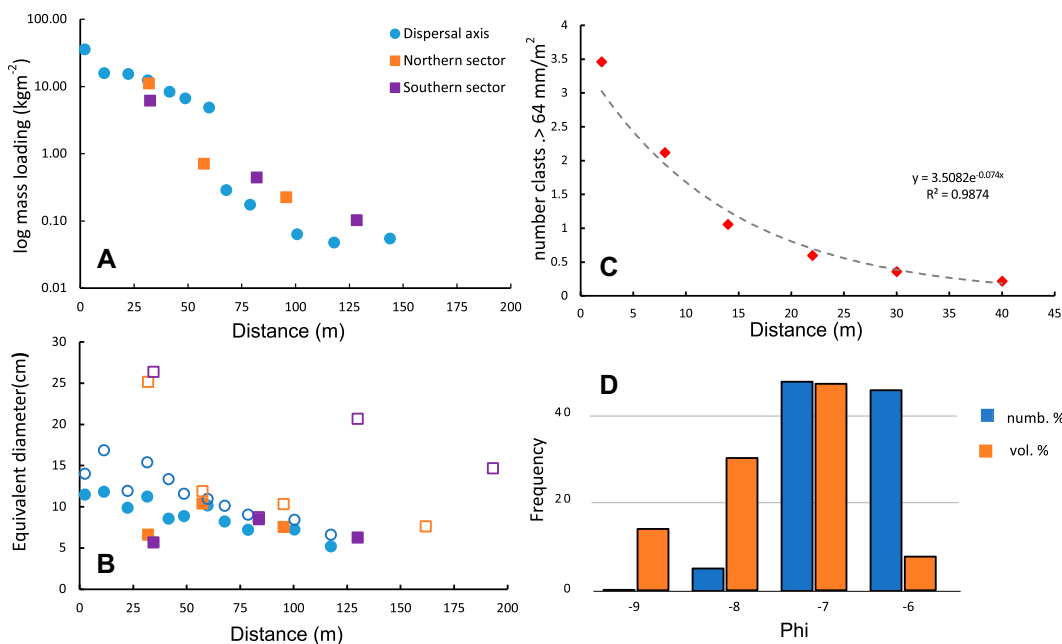 100.00
10.00
1.00
0.10
0.01
log mass loading (kgm-2)
Dispersal axis
Northern sector
Southern sector
A
0 25 50 75 100 125 150 175 200
Distance (m)
30
25
20
15
10
5
0
Equivalent diameter(cm)
B
0 25 50 75 100 125 150 175 200
Distance (m)
4
3.5
3
2.5
2
1.5
1
0.5
0
number clasts .> 64 mm/m2
y = 3.5082e-0.074x
R² = 0.9874
C
0 5 10 15 20 25 30 35 40 45
Distance (m)
D
40
20
0
Frequency
numb. %
vol. %
-9 -8 -7 -6
Phi